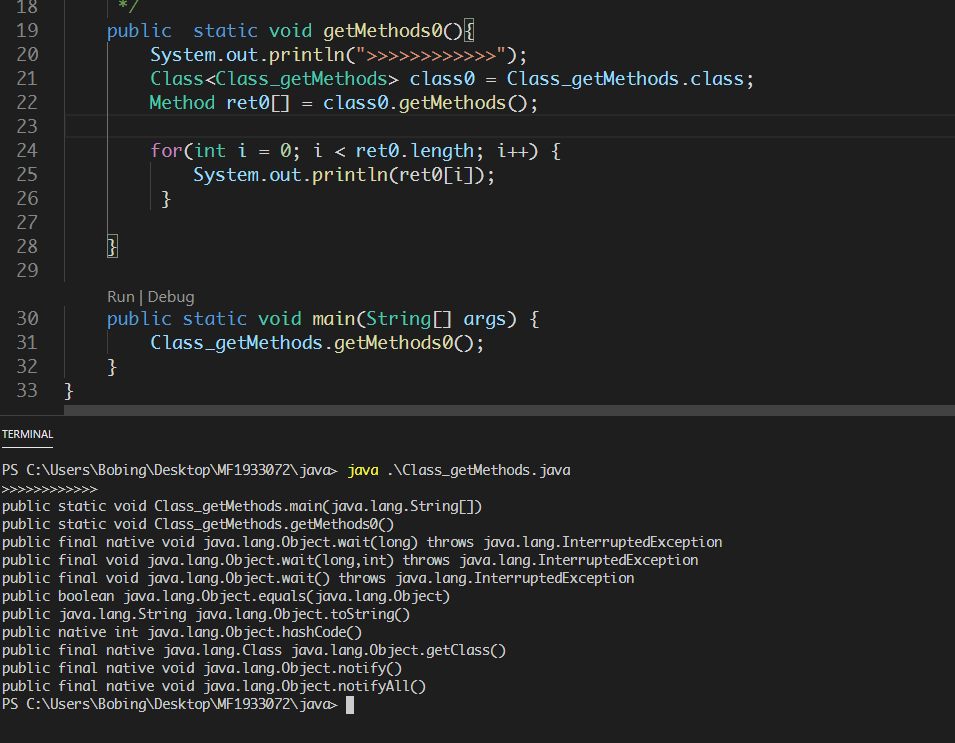 18 */
19 public  static void getMethods0(){
20 System.out.println(">>>>>>>>>>>>");
21 Class<Class_getMethods> class0 = Class_getMethods.class;
22 Method ret0[] = class0.getMethods();
23
24 for(int i = 0; i < ret0.length; i++) {
25 System.out.println(ret0[i]);
26 }
27
28 }
29
Run | Debug
30 public static void main(String[] args) {
31 Class_getMethods.getMethods0();
32 }
33 }
TERMINAL
PS C:\Users\Bobing\Desktop\MF1933072\java> java .\Class_getMethods.java
>>>>>>>>>>>>
public static void Class_getMethods.main(java.lang.String[])
public static void Class_getMethods.getMethods0()
public final native void java.lang.Object.wait(long) throws java.lang.InterruptedException
public final void java.lang.Object.wait(long,int) throws java.lang.InterruptedException
public final void java.lang.Object.wait() throws java.lang.InterruptedException
public boolean java.lang.Object.equals(java.lang.Object)
public java.lang.String java.lang.Object.toString()
public native int java.lang.Object.hashCode()
public final native java.lang.Class java.lang.Object.getClass()
public final native void java.lang.Object.notify()
public final native void java.lang.Object.notifyAll()
PS C:\Users\Bobing\Desktop\MF1933072\java>